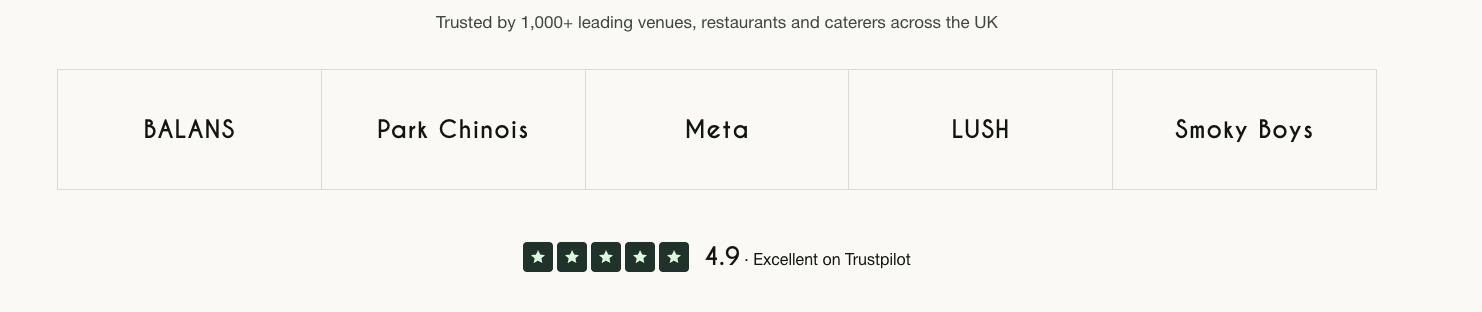 Trusted by 1,000+ leading venues, restaurants and caterers across the UK
BALANS
Park Chinois
Meta
LUSH
Smoky Boys
4.9 · Excellent on Trustpilot